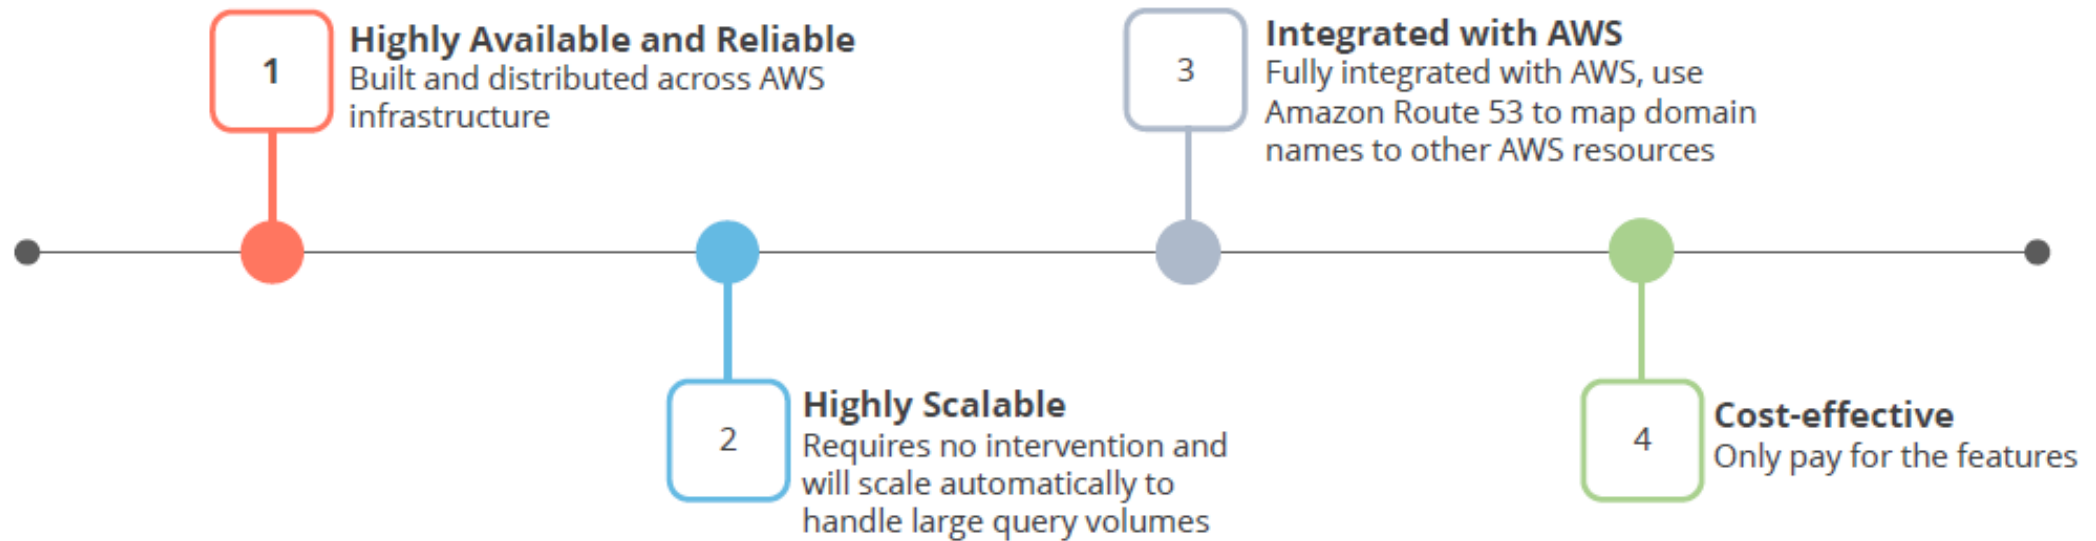 1
Highly Available and Reliable
Built and distributed across AWS
infrastructure
2
Highly Scalable
Requires no intervention and
will scale automatically to
handle large query volumes
3
Integrated with AWS
Fully integrated with AWS, use
Amazon Route 53 to map domain
names to other AWS resources
4
Cost-effective
Only pay for the features